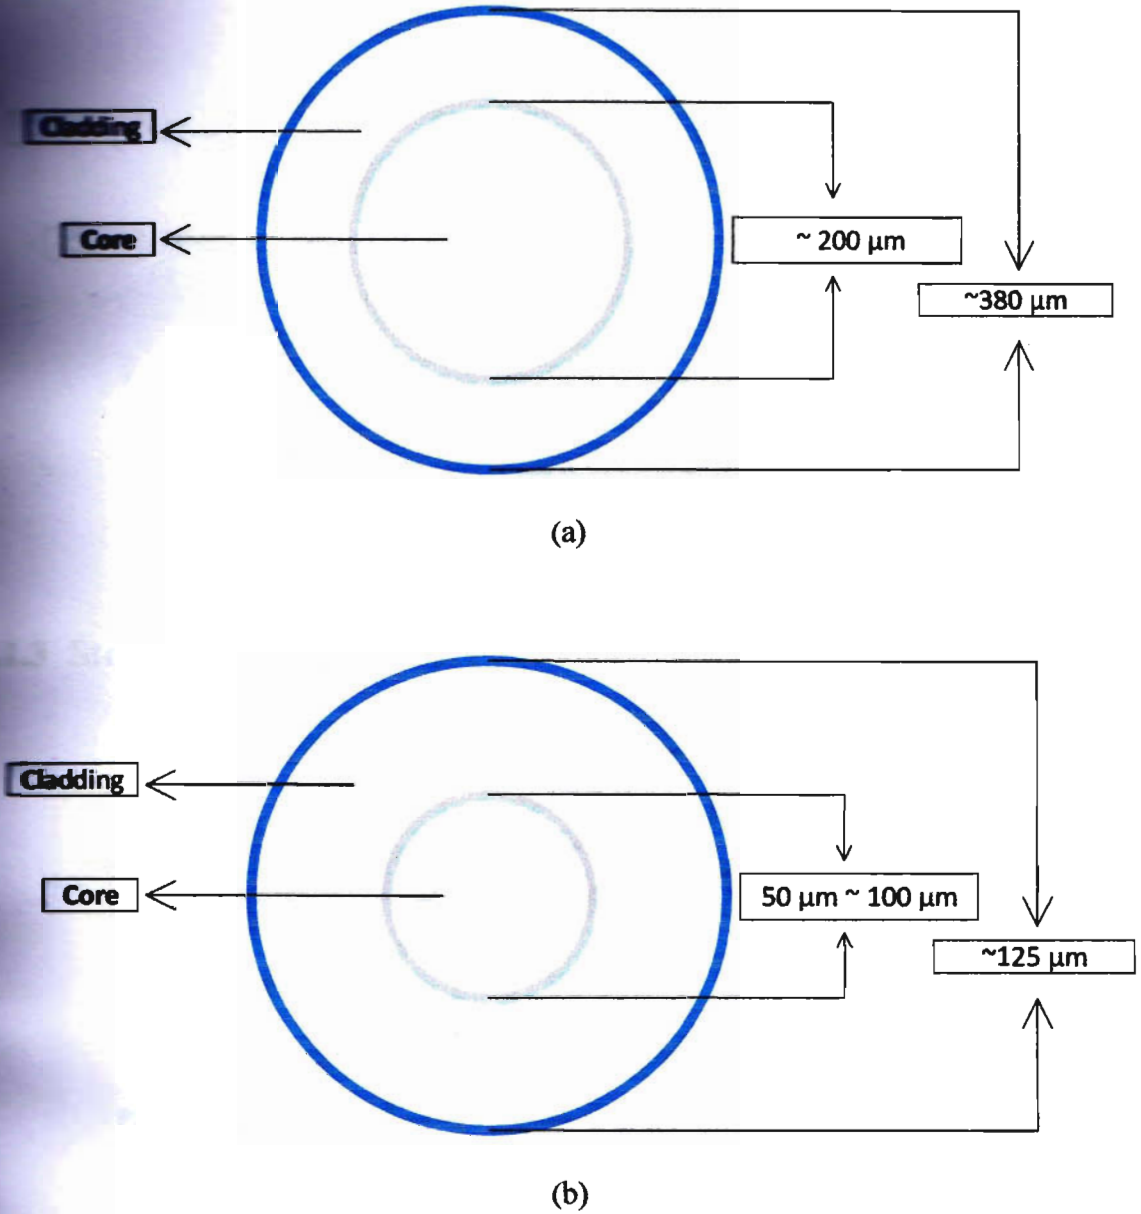 Cladding
Core
~ 200 µm
~380 µm
(a)
Cladding
Core
50 µm ~ 100 µm
~125 µm
(b)